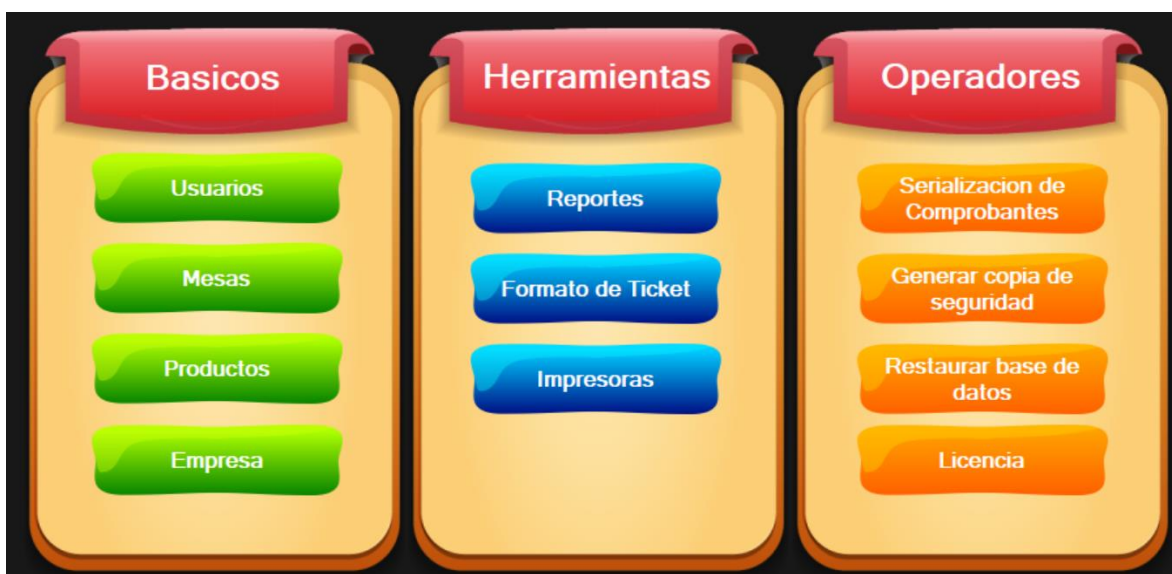 Basicos
Usuarios
Mesas
Productos
Empresa
Herramientas
Reportes
Formato de Ticket
Impresoras
Operadores
Serializacion de
Comprobantes
Generar copia de
seguridad
Restaurar base de
datos
Licencia